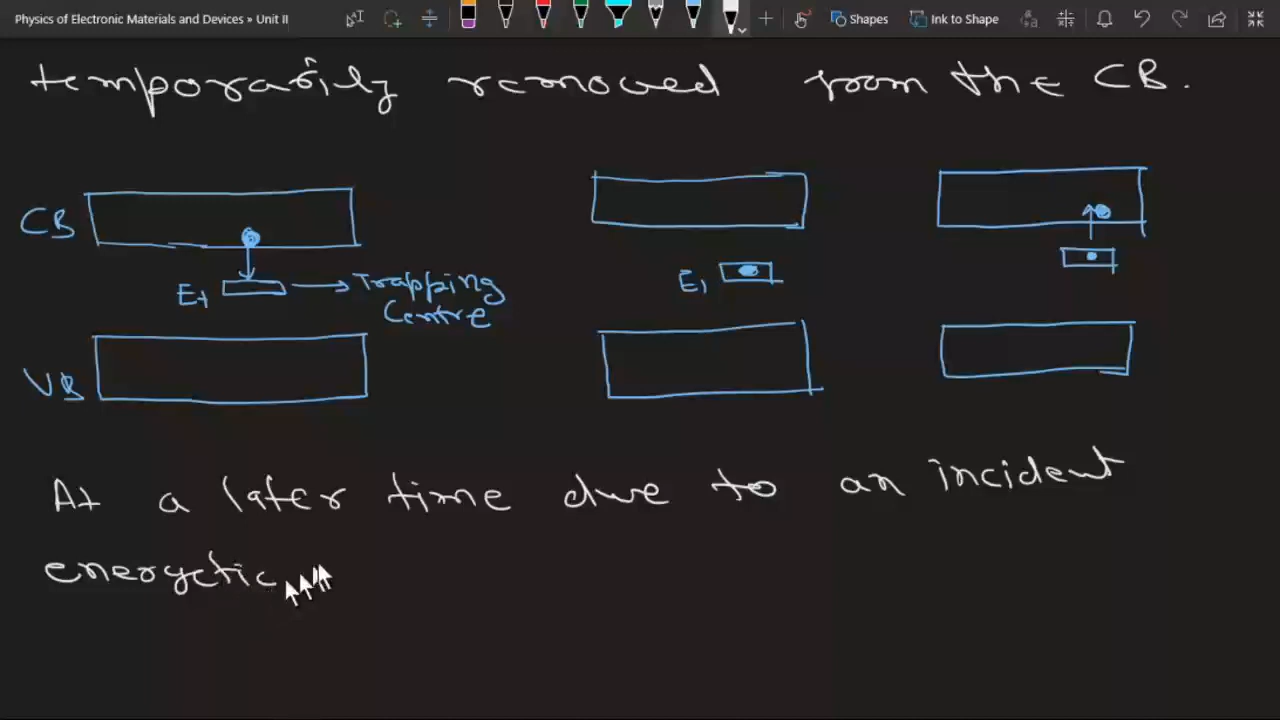 Physics of Electronic Materials and Devices » Unit II
Shapes
Ink to Shape
temporarily removed from the CB.
CB
Et
Trapping
Centre
Et
VB
At a later time due to an incident
energetic